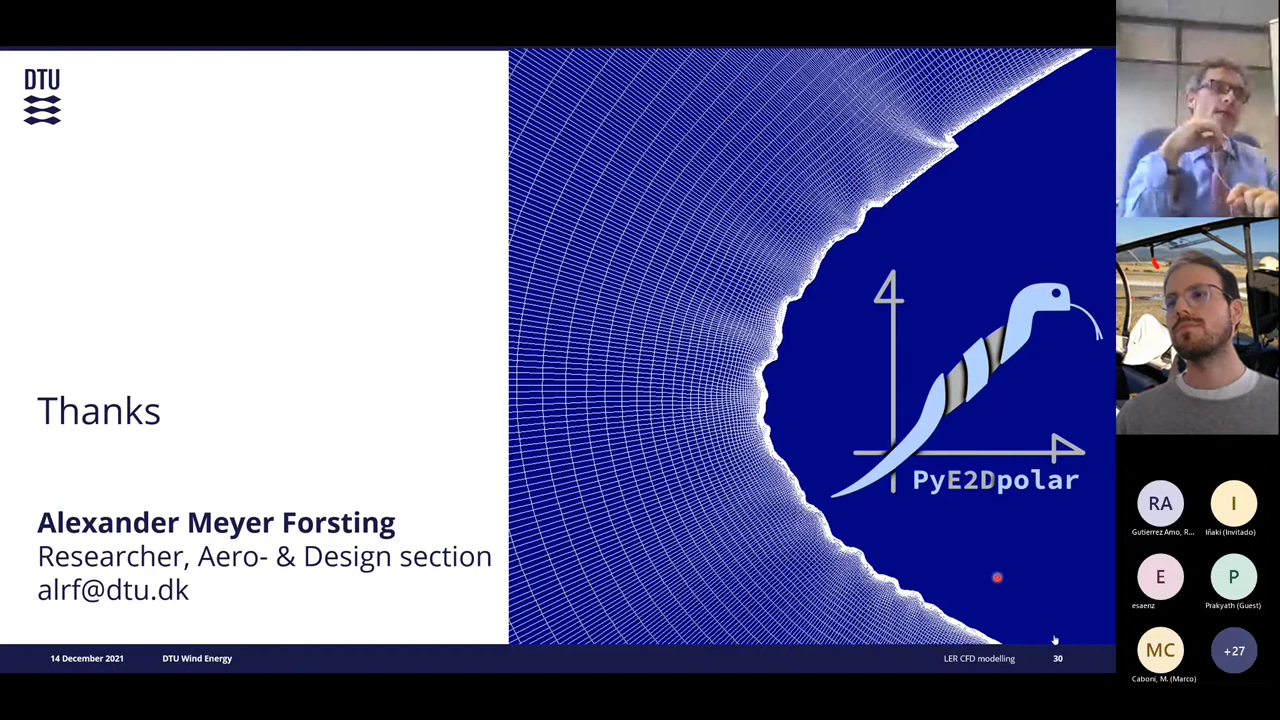 DTU
Thanks
Alexander Meyer Forsting
Researcher, Aero- & Design section
alrf@dtu.dk
PyE2Dpolar
14 December 2021
DTU Wind Energy
LER CFD modelling
30
RA
I
Gutierrez Amo, R...
Iñaki (Invitado)
E
P
esaenz
Prakyath (Guest)
MC
+27
Caboni, M. (Marco)